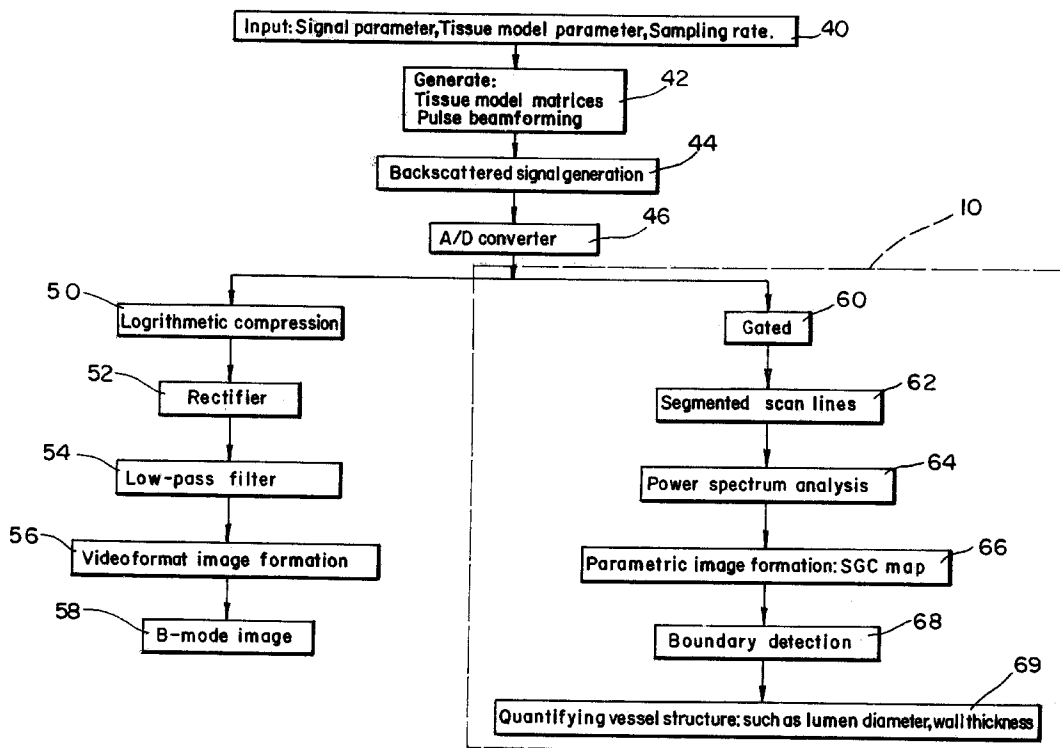 Input: Signal parameter, Tissue model parameter, Sampling rate.
40
Generate:
Tissue model matrices
Pulse beamforming
42
44
Backscattered signal generation
46
A/D converter
10
50
Logrithmetic compression
60
Gated
52
Rectifier
62
Segmented scan lines
54
Low-pass filter
64
Power spectrum analysis
56
Videoformat image formation
66
Parametric image formation: SGC map
58
B-mode image
68
Boundary detection
69
Quantifying vessel structure: such as lumen diameter, wall thickness